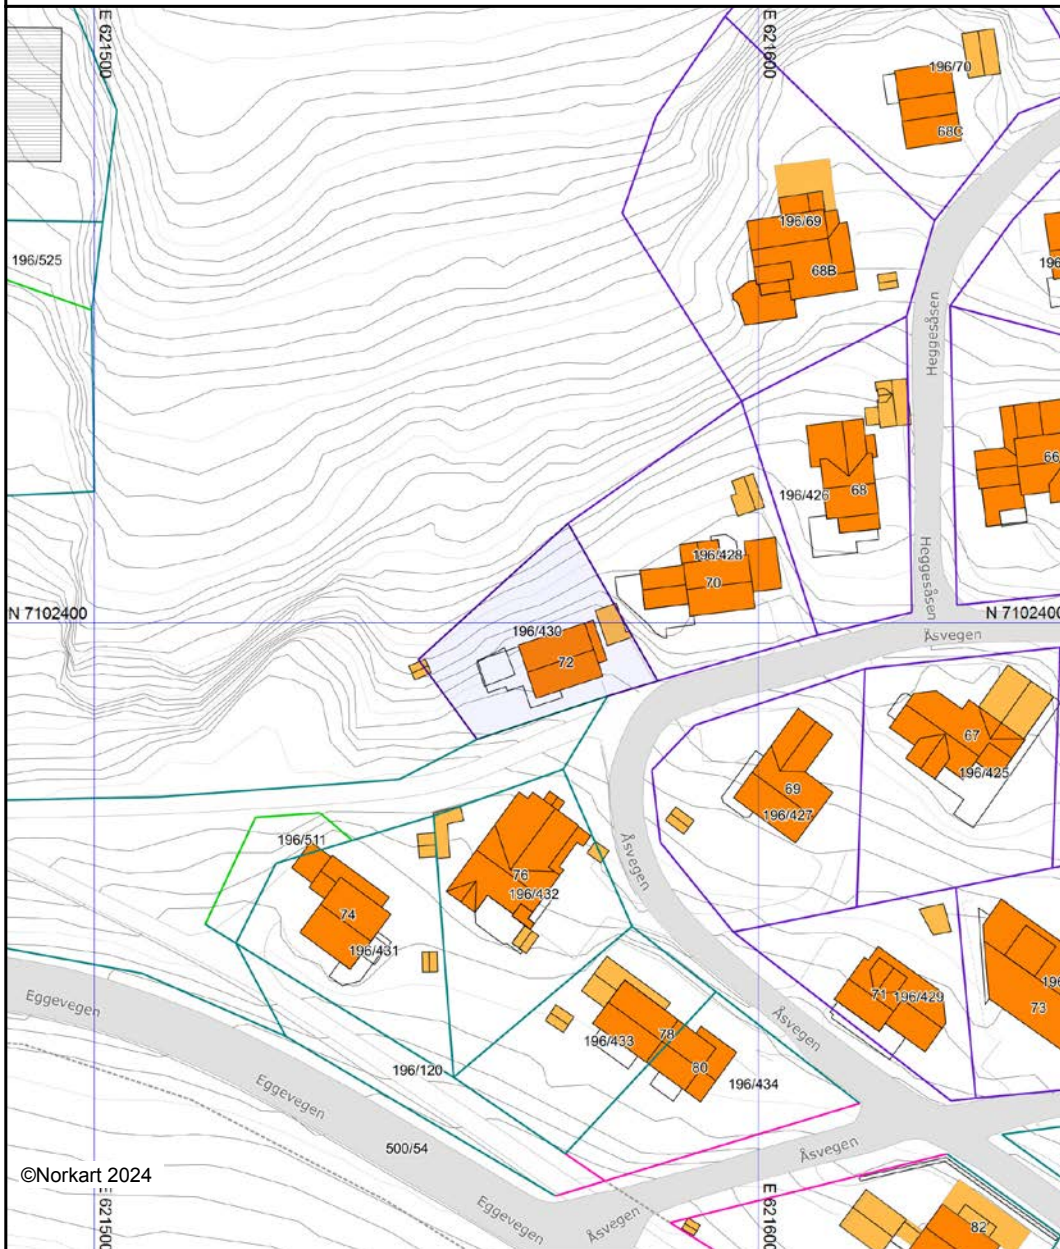 E 621500
E 621600
196/70
68C
196/69
68B
196/525
196
Heggesåsen
196/426
68
66
196/428
70
Heggesåsen
N 7102400
N 7102400
196/430
72
Åsvegen
67
196/425
69
196/427
196/511
76
196/432
74
196/431
Åsvegen
71
196/429
196
73
Eggevegen
Åsvegen
196/433
78
80
196/434
196/120
Eggevegen
500/54
Åsvegen
©Norkart 2024
E 621500
Eggevegen
Åsvegen
E 621600
82